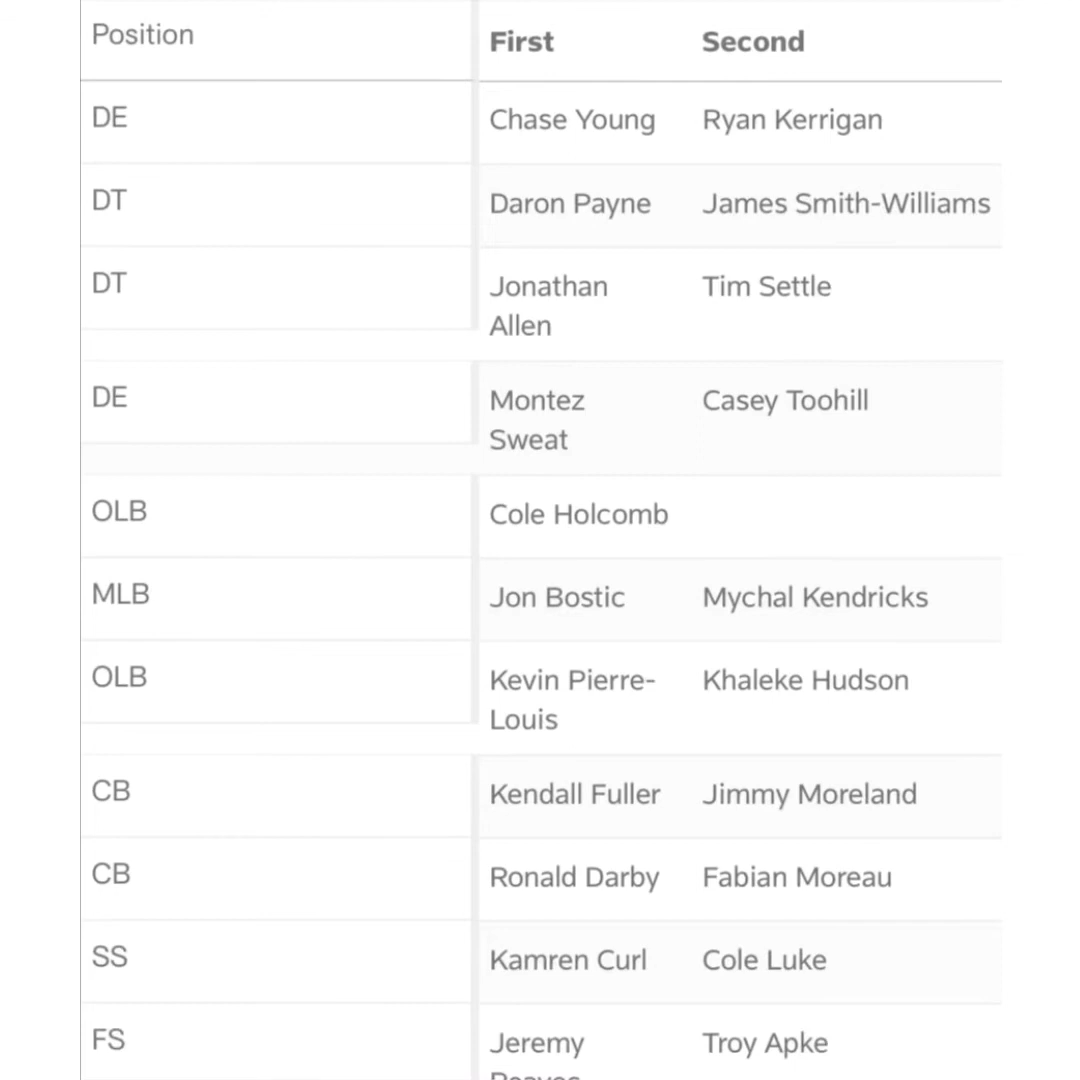 Position First Second
DE Chase Young Ryan Kerrigan
DT Daron Payne James Smith-Williams
DT Jonathan Tim Settle
Allen
DE Montez Casey Toohill
Sweat
OLB Cole Holcomb
MLB Jon Bostic Mychal Kendricks
OLB Kevin Pierre- Khaleke Hudson
Louis
CB Kendall Fuller Jimmy Moreland
CB Ronald Darby Fabian Moreau
SS Kamren Curl Cole Luke
FS Jeremy Troy Apke